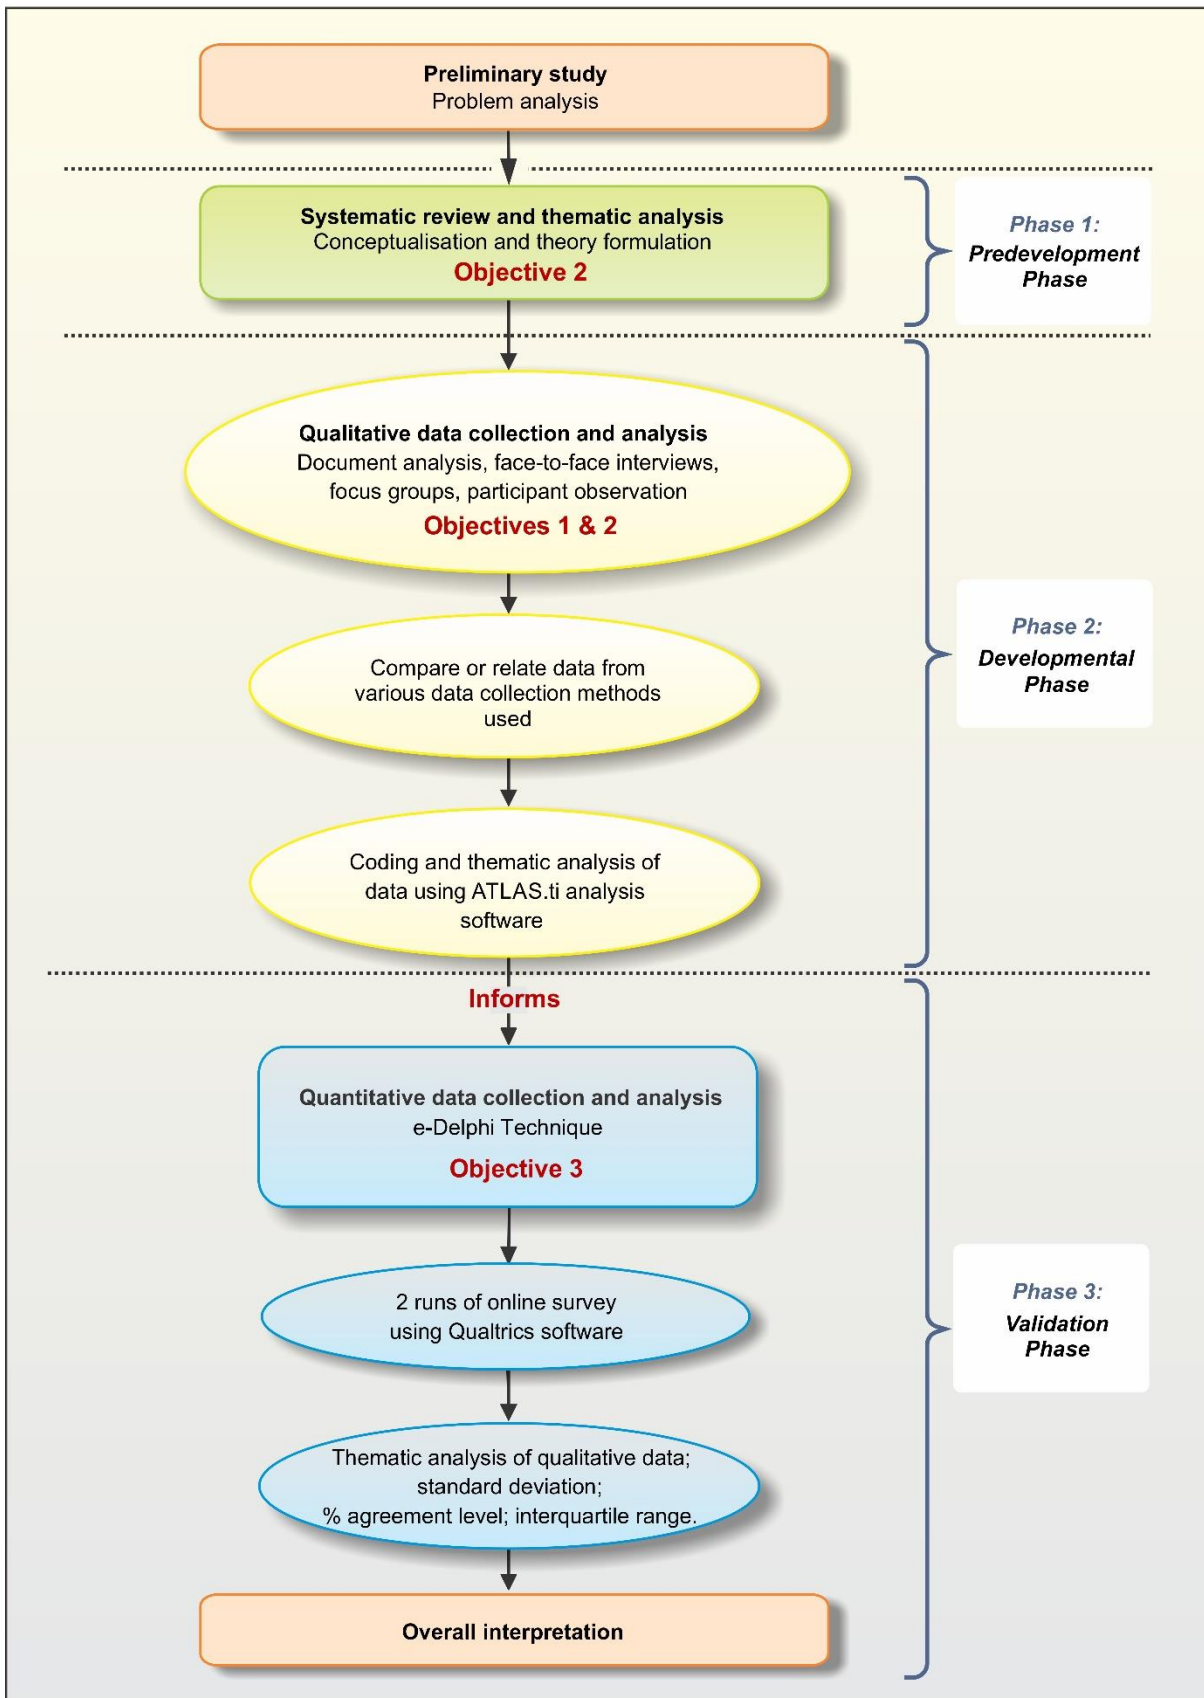 Preliminary study
Problem analysis
Systematic review and thematic analysis
Conceptualisation and theory formulation
Objective 2
Phase 1:
Predevelopment
Phase
Qualitative data collection and analysis
Document analysis, face-to-face interviews,
focus groups, participant observation
Objectives 1 & 2
Compare or relate data from
various data collection methods
used
Phase 2:
Developmental
Phase
Coding and thematic analysis of
data using ATLAS.ti analysis
software
Informs
Quantitative data collection and analysis
e-Delphi Technique
Objective 3
2 runs of online survey
using Qualtrics software
Phase 3:
Validation
Phase
Thematic analysis of qualitative data;
standard deviation;
% agreement level; interquartile range.
Overall interpretation